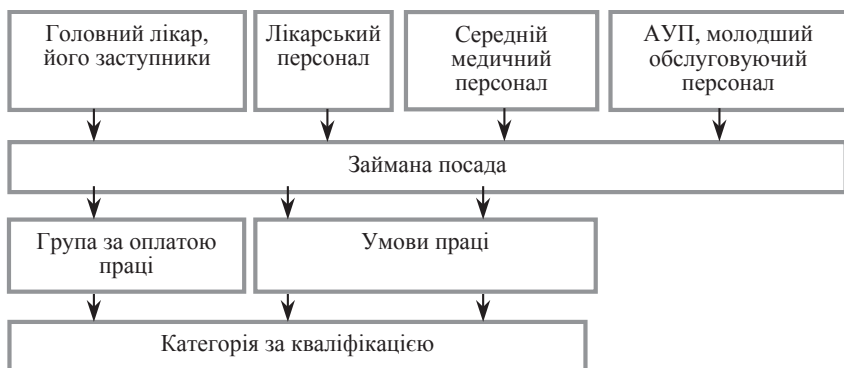 Головний лікар,
його заступники
Лікарський
персонал
Середній
медичний
персонал
АУП, молодший
обслуговуючий
персонал
Займана посада
Група за оплатою
праці
Умови праці
Категорія за кваліфікацією